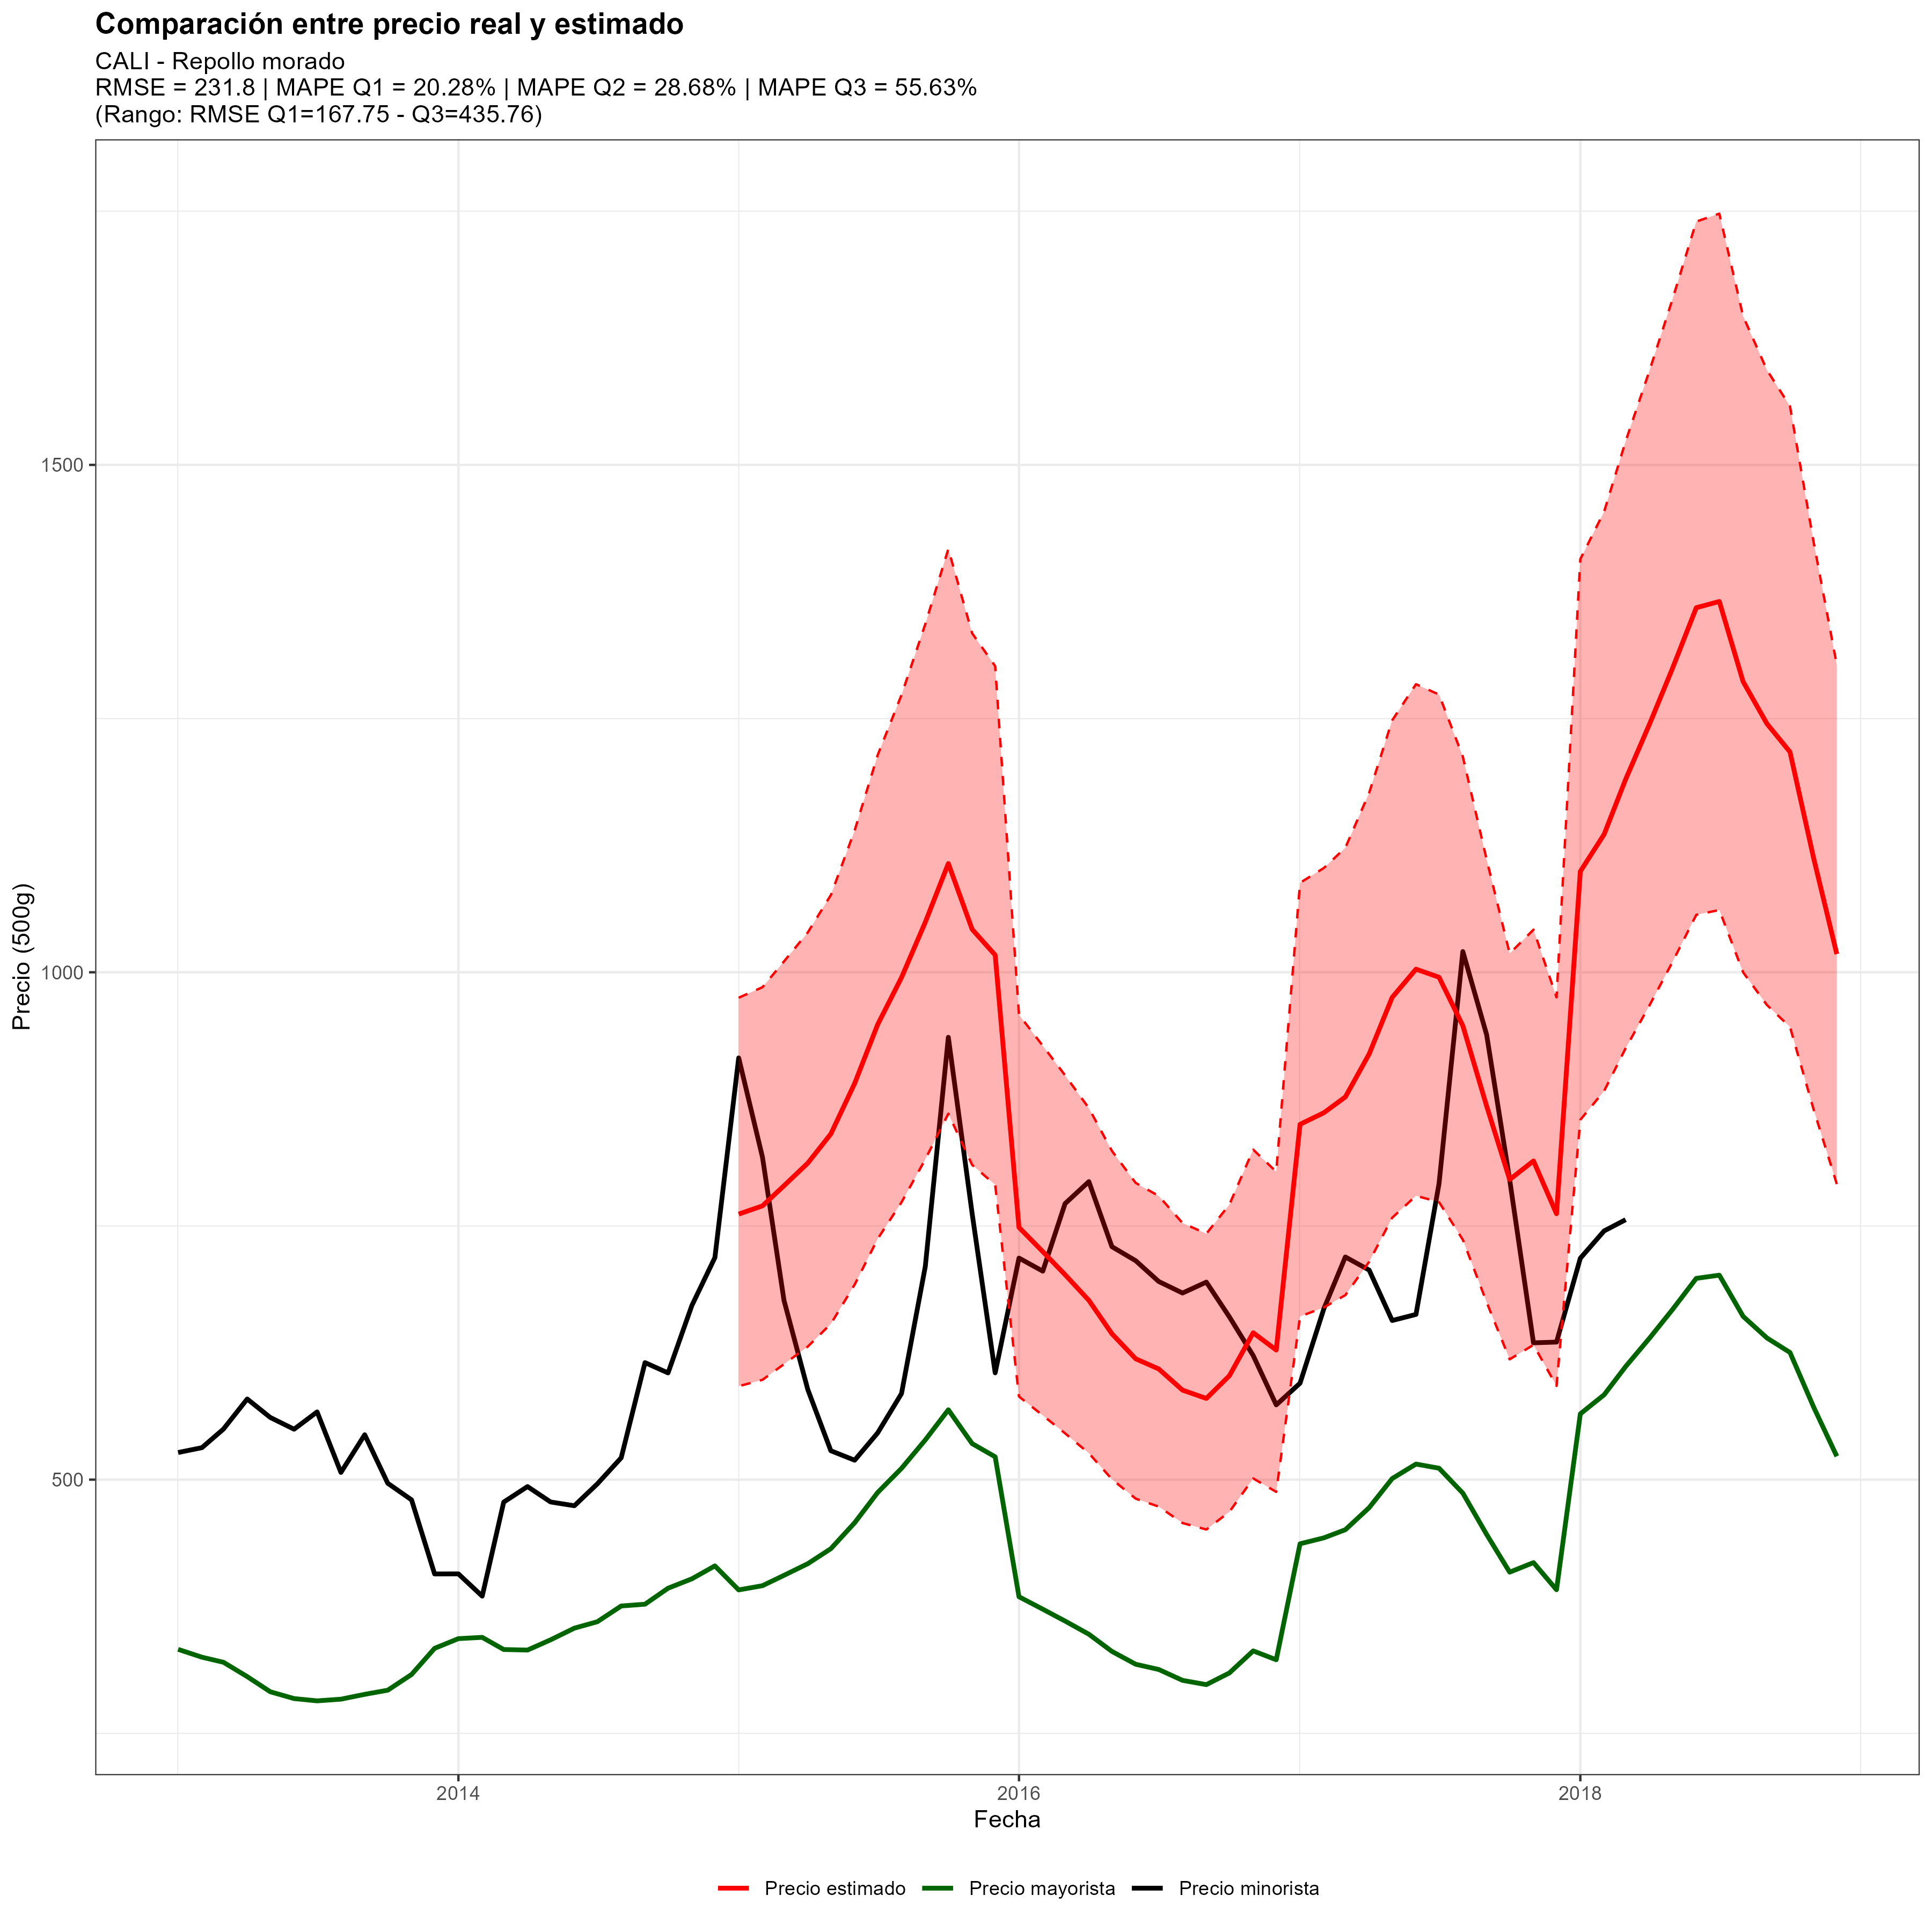 Comparación entre precio real y estimado
CALI - Repollo morado
RMSE = 231.8 | MAPE Q1 = 20.28% | MAPE Q2 = 28.68% | MAPE Q3 = 55.63%
(Rango: RMSE Q1=167.75 - Q3=435.76)
Precio (500g)
1500
1000
500
2014
2016
2018
Fecha
Precio estimado
Precio mayorista
Precio minorista